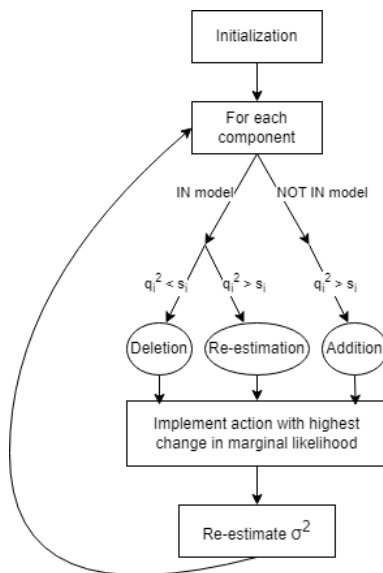 Initialization
For each
component
IN model
NOT IN model
qᵢ² < sᵢ
qᵢ² > sᵢ
qᵢ² > sᵢ
Deletion
Re-estimation
Addition
Implement action with highest
change in marginal likelihood
Re-estimate σ²